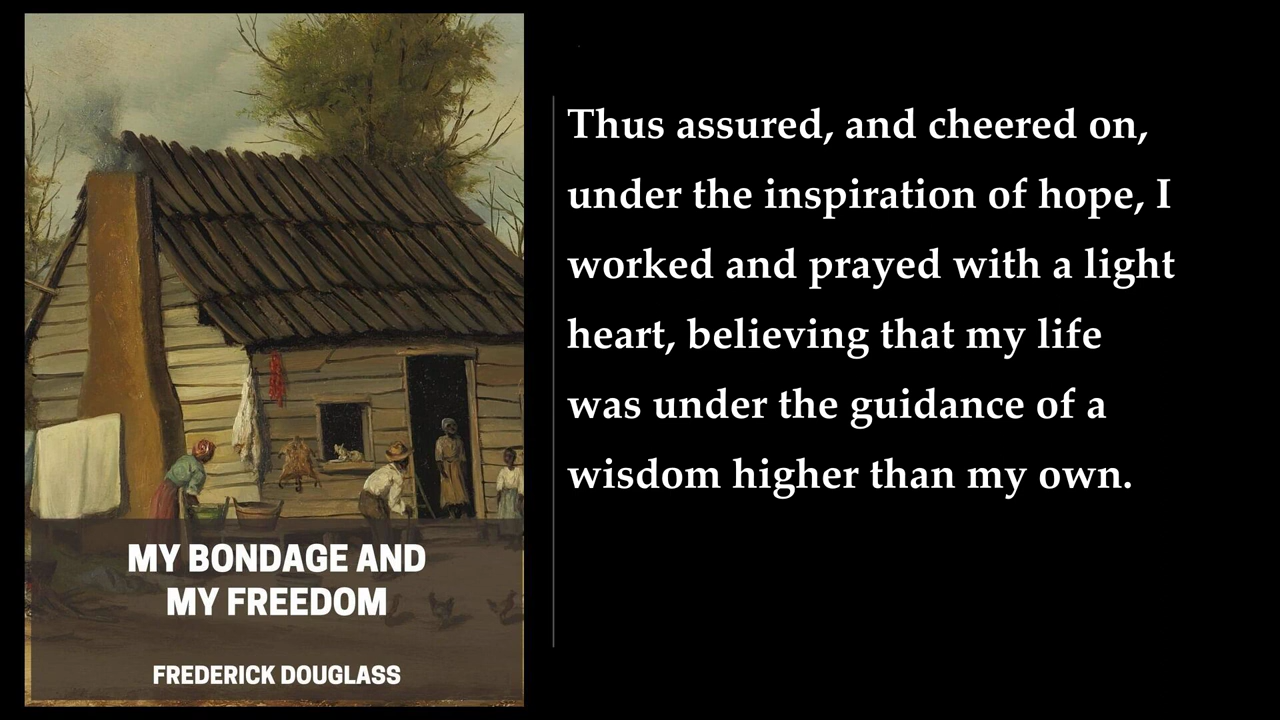 MY BONDAGE AND
MY FREEDOM
FREDERICK DOUGLASS
Thus assured, and cheered on,
under the inspiration of hope, I
worked and prayed with a light
heart, believing that my life
was under the guidance of a
wisdom higher than my own.